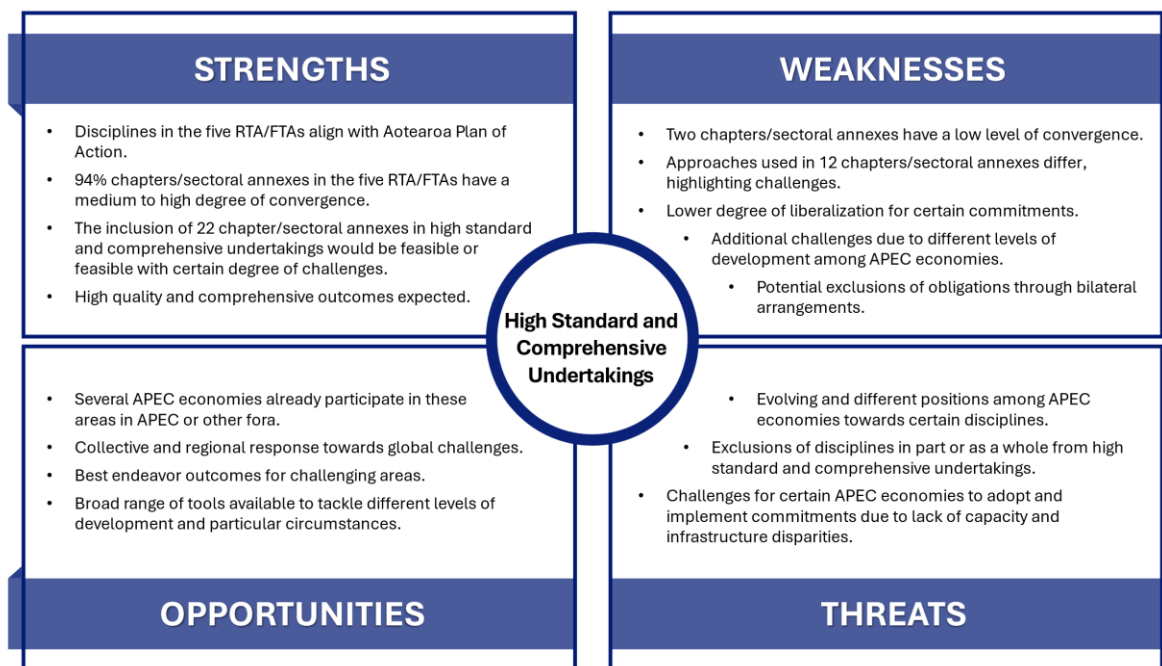 STRENGTHS
• Disciplines in the five RTA/FTAs align with Aotearoa Plan of
Action.
• 94% chapters/sectoral annexes in the five RTA/FTAs have a
medium to high degree of convergence.
• The inclusion of 22 chapter/sectoral annexes in high standard
and comprehensive undertakings would be feasible or
feasible with certain degree of challenges.
• High quality and comprehensive outcomes expected.
WEAKNESSES
• Two chapters/sectoral annexes have a low level of convergence.
• Approaches used in 12 chapters/sectoral annexes differ,
highlighting challenges.
• Lower degree of liberalization for certain commitments.
• Additional challenges due to different levels of
development among APEC economies.
• Potential exclusions of obligations through bilateral
arrangements.
High Standard and
Comprehensive
Undertakings
• Several APEC economies already participate in these
areas in APEC or other fora.
• Collective and regional response towards global challenges.
• Best endeavor outcomes for challenging areas.
• Broad range of tools available to tackle different levels of
development and particular circumstances.
OPPORTUNITIES
• Evolving and different positions among APEC
economies towards certain disciplines.
• Exclusions of disciplines in part or as a whole from high
standard and comprehensive undertakings.
• Challenges for certain APEC economies to adopt and
implement commitments due to lack of capacity and
infrastructure disparities.
THREATS